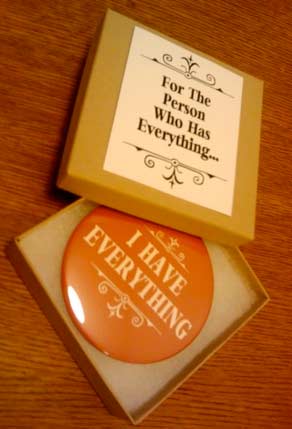 For The
Person
Who Has
Everything...
I HAVE
EVERYTHING